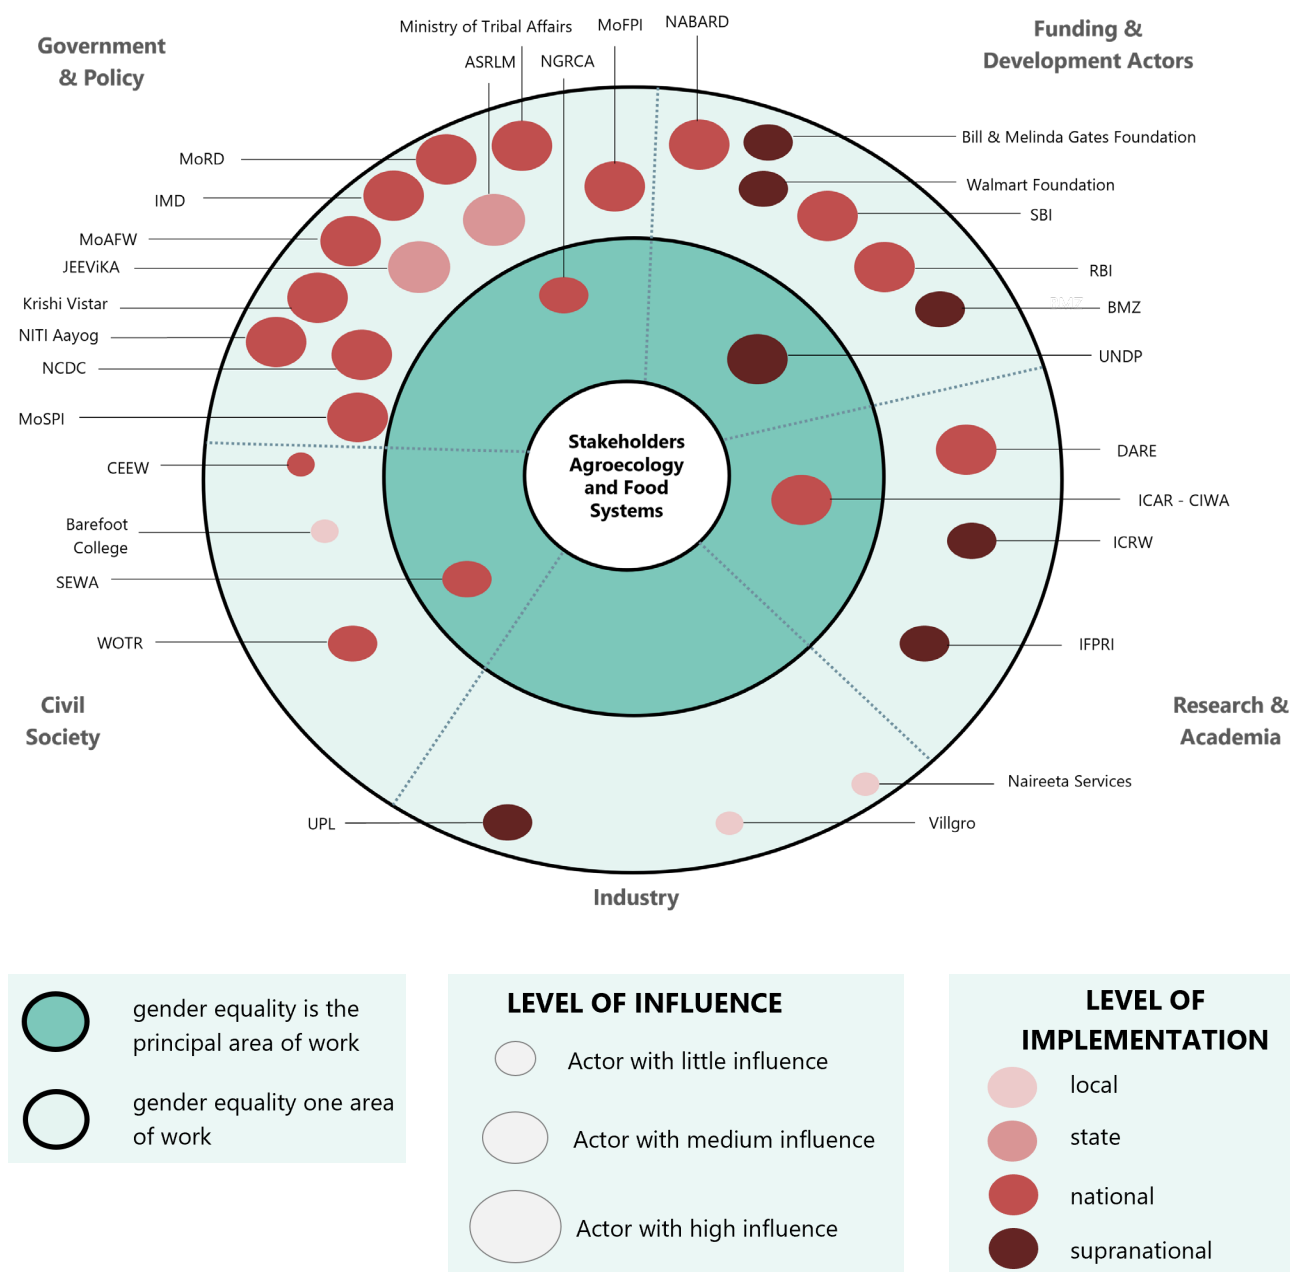 Government
& Policy
Ministry of Tribal Affairs
MoFPI
NABARD
Funding &
Development Actors
ASRLM
NGRCA
MoRD
IMD
MoAFW
JEEViKA
Krishi Vistar
NITI Aayog
NCDC
MoSPI
Bill & Melinda Gates Foundation
Walmart Foundation
SBI
RBI
BMZ
BMZ
UNDP
Stakeholders
Agroecology
and Food
Systems
CEEW
Barefoot
College
SEWA
WOTR
Civil
Society
DARE
ICAR - CIWA
ICRW
IFPRI
Research &
Academia
Naireeta Services
Villgro
UPL
Industry
gender equality is the
principal area of work
gender equality one area
of work
LEVEL OF INFLUENCE
Actor with little influence
Actor with medium influence
Actor with high influence
LEVEL OF
IMPLEMENTATION
local
state
national
supranational